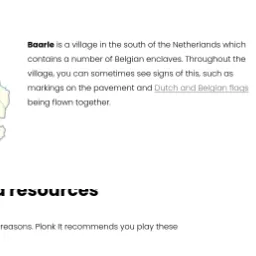 Baarle is a village in the south of the Netherlands which
contains a number of Belgian enclaves. Throughout the
village, you can sometimes see signs of this, such as
markings on the pavement and Dutch and Belgian flags
being flown together.
resources
reasons. Plonk It recommends you play these